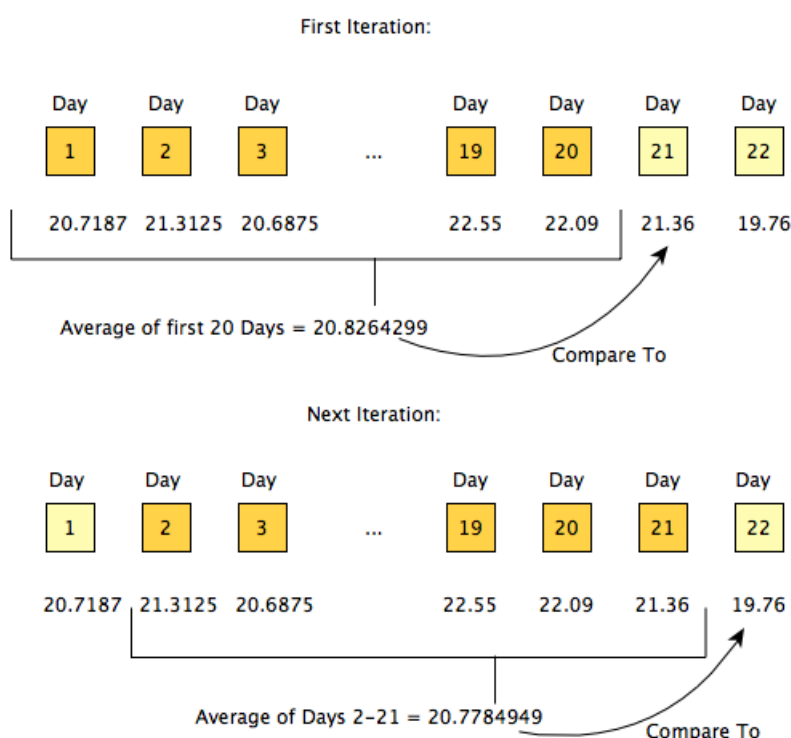 First Iteration:
Day Day Day Day Day Day Day
1 2 3 ... 19 20 21 22
20.7187 21.3125 20.6875 22.55 22.09 21.36 19.76
Average of first 20 Days = 20.8264299
Compare To
Next Iteration:
Day Day Day Day Day Day Day
1 2 3 ... 19 20 21 22
20.7187 21.3125 20.6875 22.55 22.09 21.36 19.76
Average of Days 2-21 = 20.7784949
Compare To